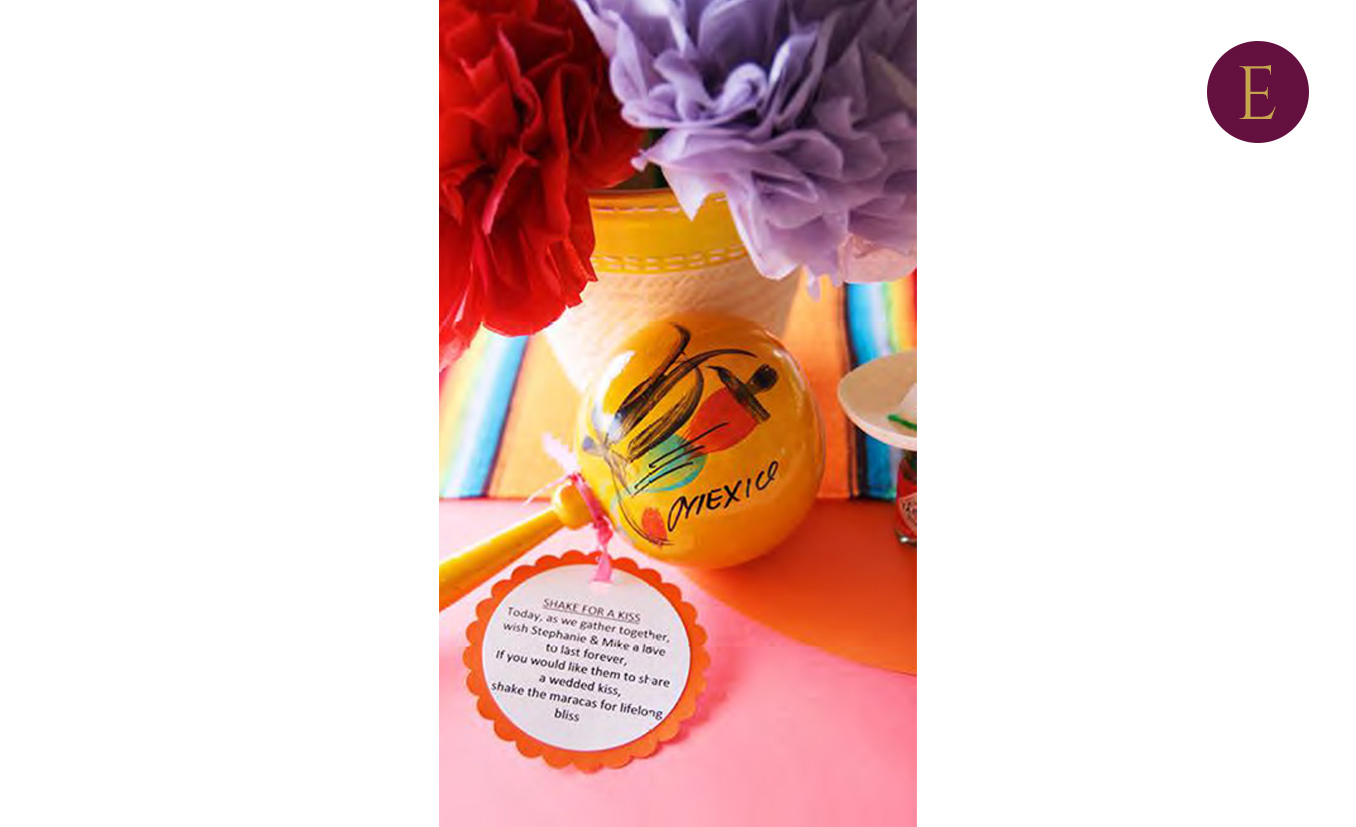 E
MEXICO
SHAKE FOR A KISS
Today, as we gather together,
wish Stephanie & Mike a love
to last forever,
If you would like them to share
a wedded kiss,
shake the maracas for lifelong
bliss